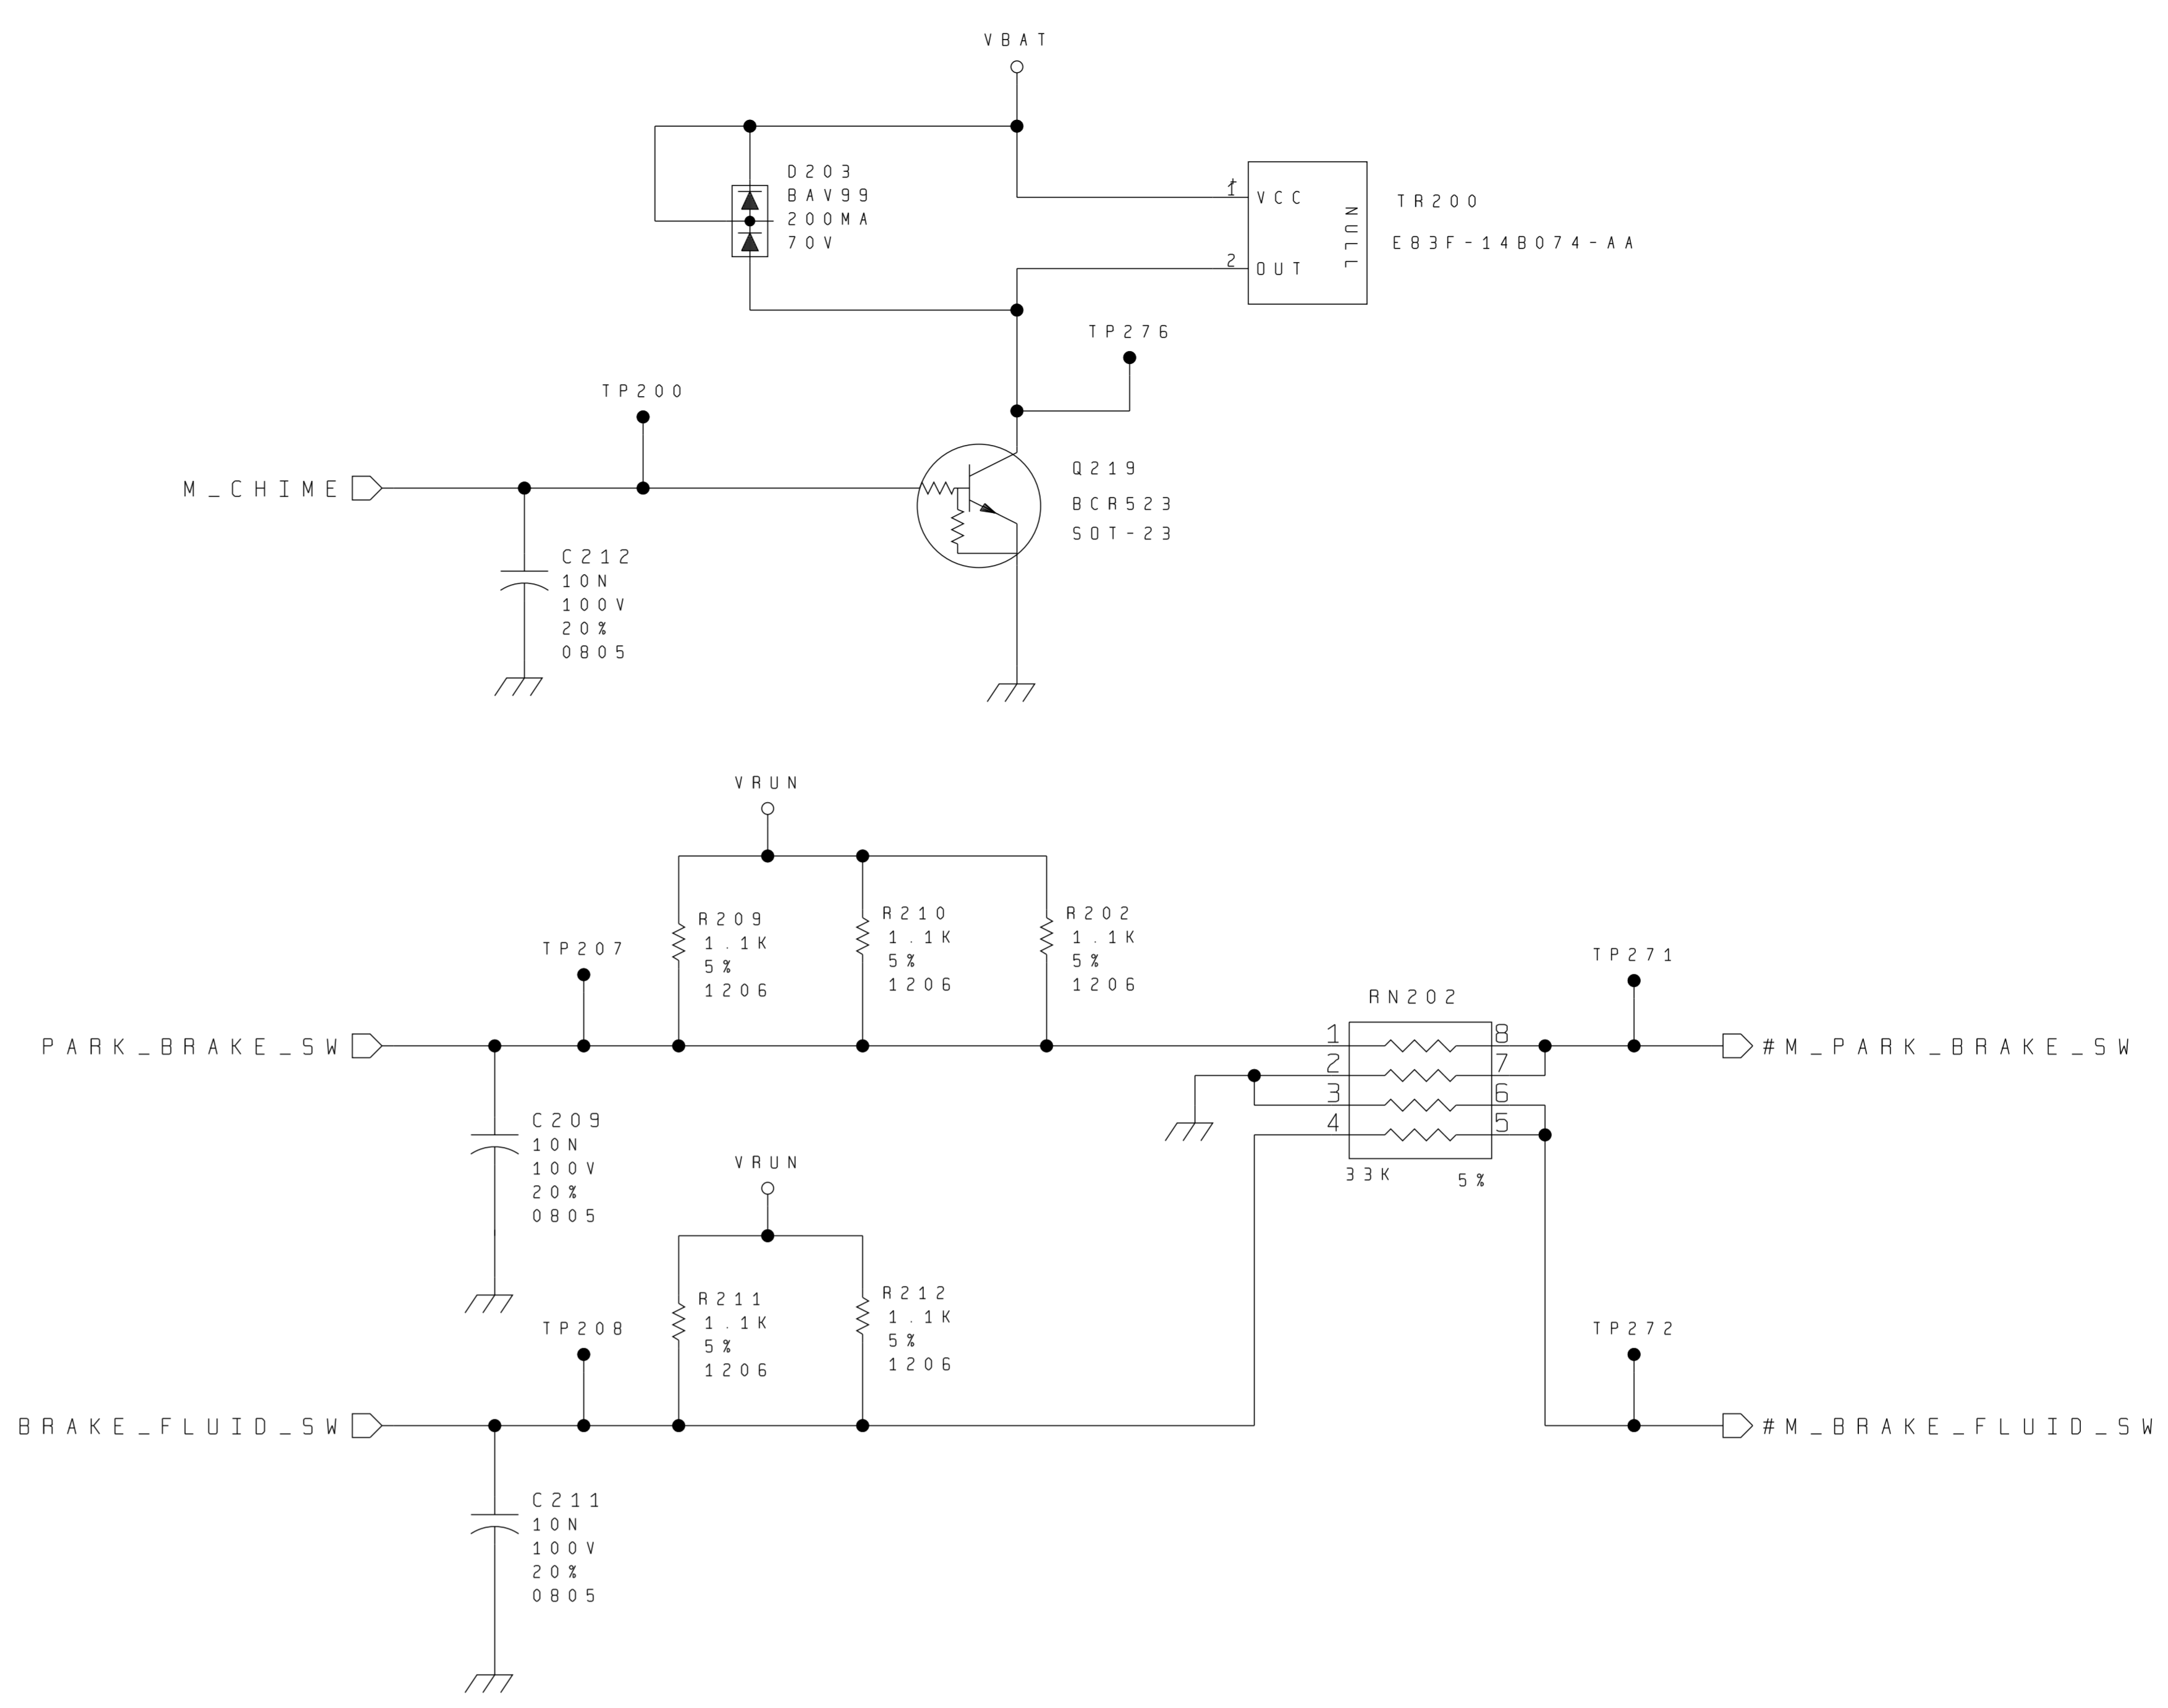 VBAT
D203
BAV99
200MA
70V
1
VCC
2
OUT
NULL
TR200
E83F-14B074-AA
TP276
TP200
M_CHIME
Q219
BCR523
SOT-23
C212
10N
100V
20%
0805
VRUN
R209
1.1K
5%
1206
R210
1.1K
5%
1206
R202
1.1K
5%
1206
TP207
TP271
PARK_BRAKE_SW
RN202
1
2
3
4
8
7
6
5
33K
5%
#M_PARK_BRAKE_SW
C209
10N
100V
20%
0805
VRUN
R211
1.1K
5%
1206
R212
1.1K
5%
1206
TP208
TP272
BRAKE_FLUID_SW
#M_BRAKE_FLUID_SW
C211
10N
100V
20%
0805